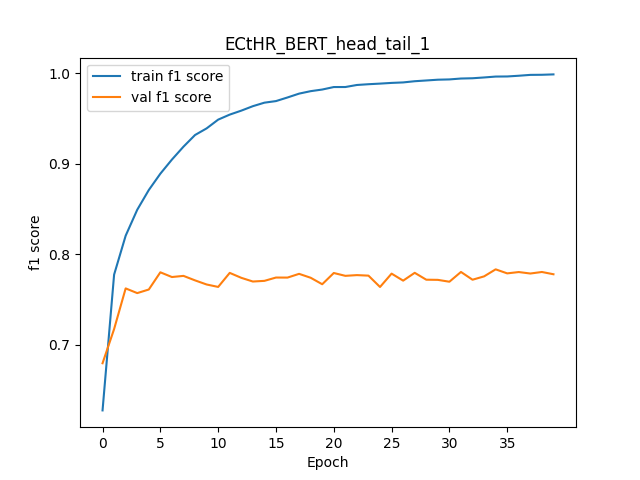 ECtHR_BERT_head_tail_1
train f1 score
val f1 score
f1 score
1.0
0.9
0.8
0.7
0 5 10 15 20 25 30 35
Epoch